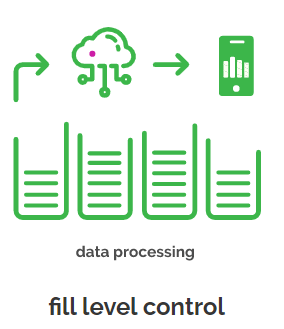 data processing
fill level control